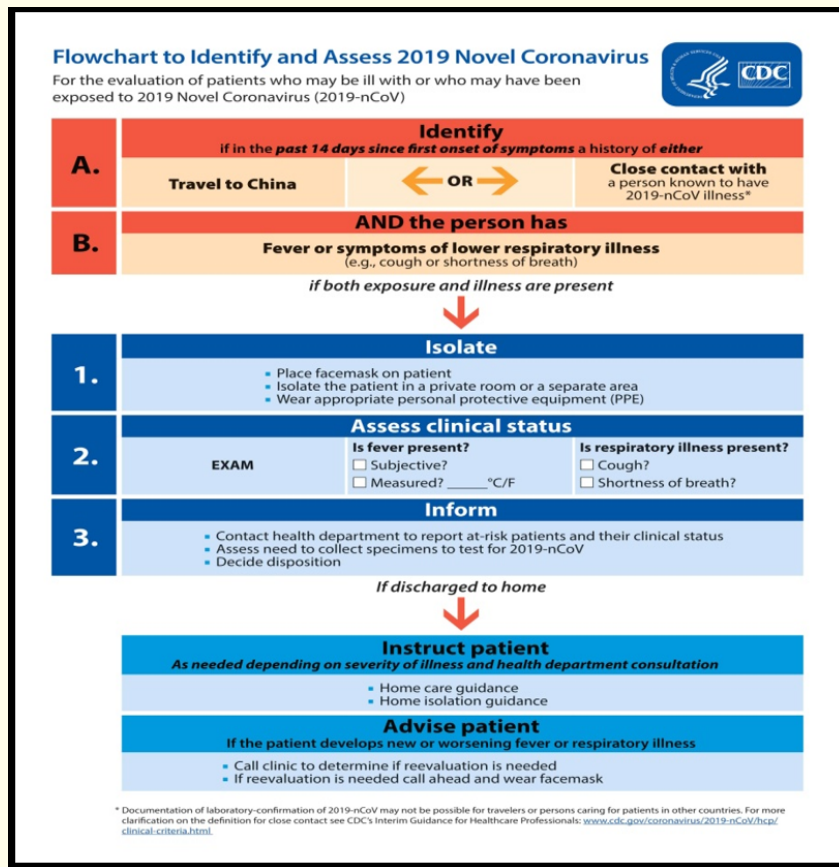 Flowchart to Identify and Assess 2019 Novel Coronavirus
For the evaluation of patients who may be ill with or who may have been
exposed to 2019 Novel Coronavirus (2019-nCoV)
CDC
A.
Identify
if in the past 14 days since first onset of symptoms a history of either
Travel to China
OR
Close contact with
a person known to have
2019-nCoV illness*
B.
AND the person has
Fever or symptoms of lower respiratory illness
(e.g., cough or shortness of breath)
if both exposure and illness are present
1.
Isolate
Place facemask on patient
Isolate the patient in a private room or a separate area
Wear appropriate personal protective equipment (PPE)
2.
Assess clinical status
EXAM
Is fever present?
Subjective?
Measured? _____°C/F
Is respiratory illness present?
Cough?
Shortness of breath?
3.
Inform
Contact health department to report at-risk patients and their clinical status
Assess need to collect specimens to test for 2019-nCoV
Decide disposition
If discharged to home
Instruct patient
As needed depending on severity of illness and health department consultation
Home care guidance
Home isolation guidance
Advise patient
If the patient develops new or worsening fever or respiratory illness
Call clinic to determine if reevaluation is needed
If reevaluation is needed call ahead and wear facemask
* Documentation of laboratory-confirmation of 2019-nCoV may not be possible for travelers or persons caring for patients in other countries. For more
clarification on the definition for close contact see CDC's Interim Guidance for Healthcare Professionals: www.cdc.gov/coronavirus/2019-nCoV/hcp/
clinical-criteria.html